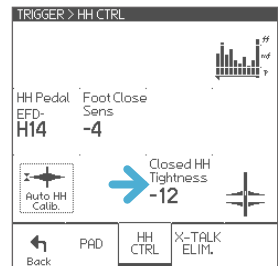 TRIGGER > HH CTRL
ff
mf
p
HH Pedal
EFD-
H14
Foot Close
Sens
-4
Auto HH
Calib.
Closed HH
Tightness
-12
Back
PAD
HH
CTRL
X-TALK
ELIM.